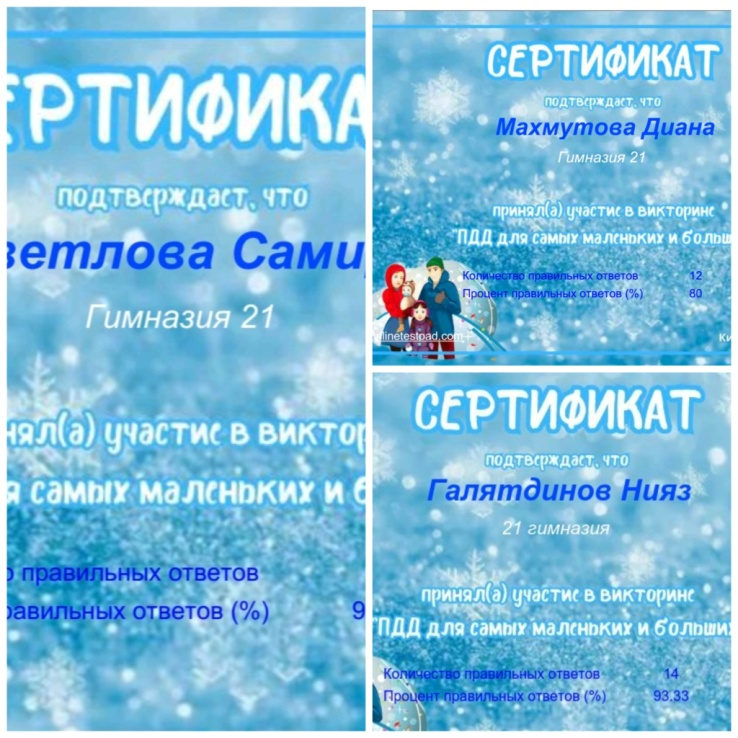 ЕРТИФИКА
подтверждает, что
ветлова Сами
Гимназия 21
нял(а) участие в виктор
я самых маленьких и б
о правильных ответов
равильных ответов (%) 9
СЕРТИФИКАТ
подтверждает, что
Махмутова Диана
Гимназия 21
принял(а) участие в викторине
"ПДД для самых маленьких и больш
Количество правильных ответов 12
Процент правильных ответов (%) 80
linetestpad.com
СЕРТИФИКАТ
подтверждает, что
Галятдинов Нияз
21 гимназия
принял(а) участие в викторине
"ПДД для самых маленьких и больших
Количество правильных ответов 14
Процент правильных ответов (%) 93.33